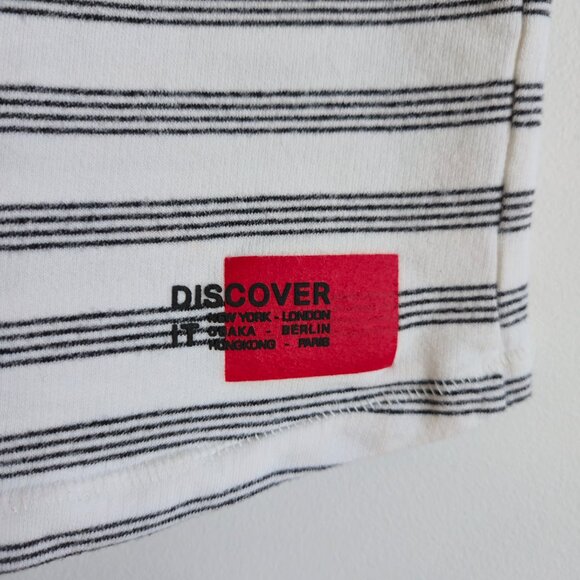 DISCOVER
NEW YORK - LONDON
IT OSAKA - BERLIN
HONGKONG - PARIS